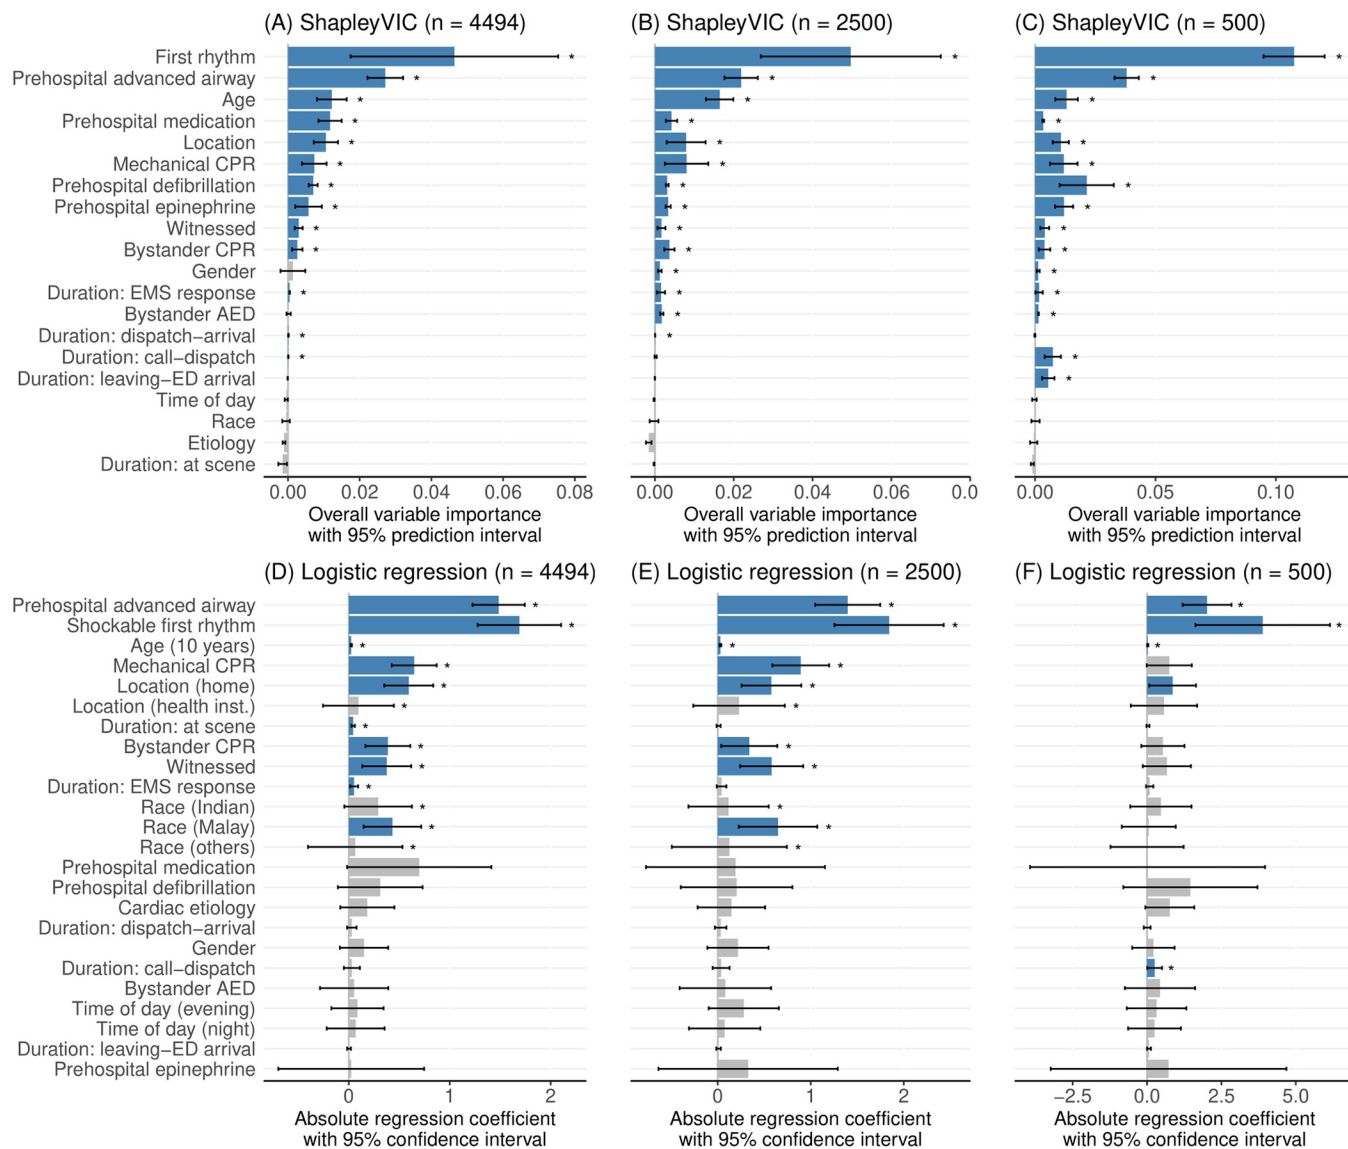 (A) ShapleyVIC (n = 4494)
(B) ShapleyVIC (n = 2500)
(C) ShapleyVIC (n = 500)
First rhythm
Prehospital advanced airway
Age
Prehospital medication
Location
Mechanical CPR
Prehospital defibrillation
Prehospital epinephrine
Witnessed
Bystander CPR
Gender
Duration: EMS response
Bystander AED
Duration: dispatch−arrival
Duration: call−dispatch
Duration: leaving−ED arrival
Time of day
Race
Etiology
Duration: at scene
0.00 0.02 0.04 0.06 0.08
0.00 0.02 0.04 0.06 0.0
0.00 0.05 0.10
Overall variable importance
with 95% prediction interval
Overall variable importance
with 95% prediction interval
Overall variable importance
with 95% prediction interval
(D) Logistic regression (n = 4494)
(E) Logistic regression (n = 2500)
(F) Logistic regression (n = 500)
Prehospital advanced airway
Shockable first rhythm
Age (10 years)
Mechanical CPR
Location (home)
Location (health inst.)
Duration: at scene
Bystander CPR
Witnessed
Duration: EMS response
Race (Indian)
Race (Malay)
Race (others)
Prehospital medication
Prehospital defibrillation
Cardiac etiology
Duration: dispatch−arrival
Gender
Duration: call−dispatch
Bystander AED
Time of day (evening)
Time of day (night)
Duration: leaving−ED arrival
Prehospital epinephrine
0 1 2
0 1 2
−2.5 0.0 2.5 5.0
Absolute regression coefficient
with 95% confidence interval
Absolute regression coefficient
with 95% confidence interval
Absolute regression coefficient
with 95% confidence interval